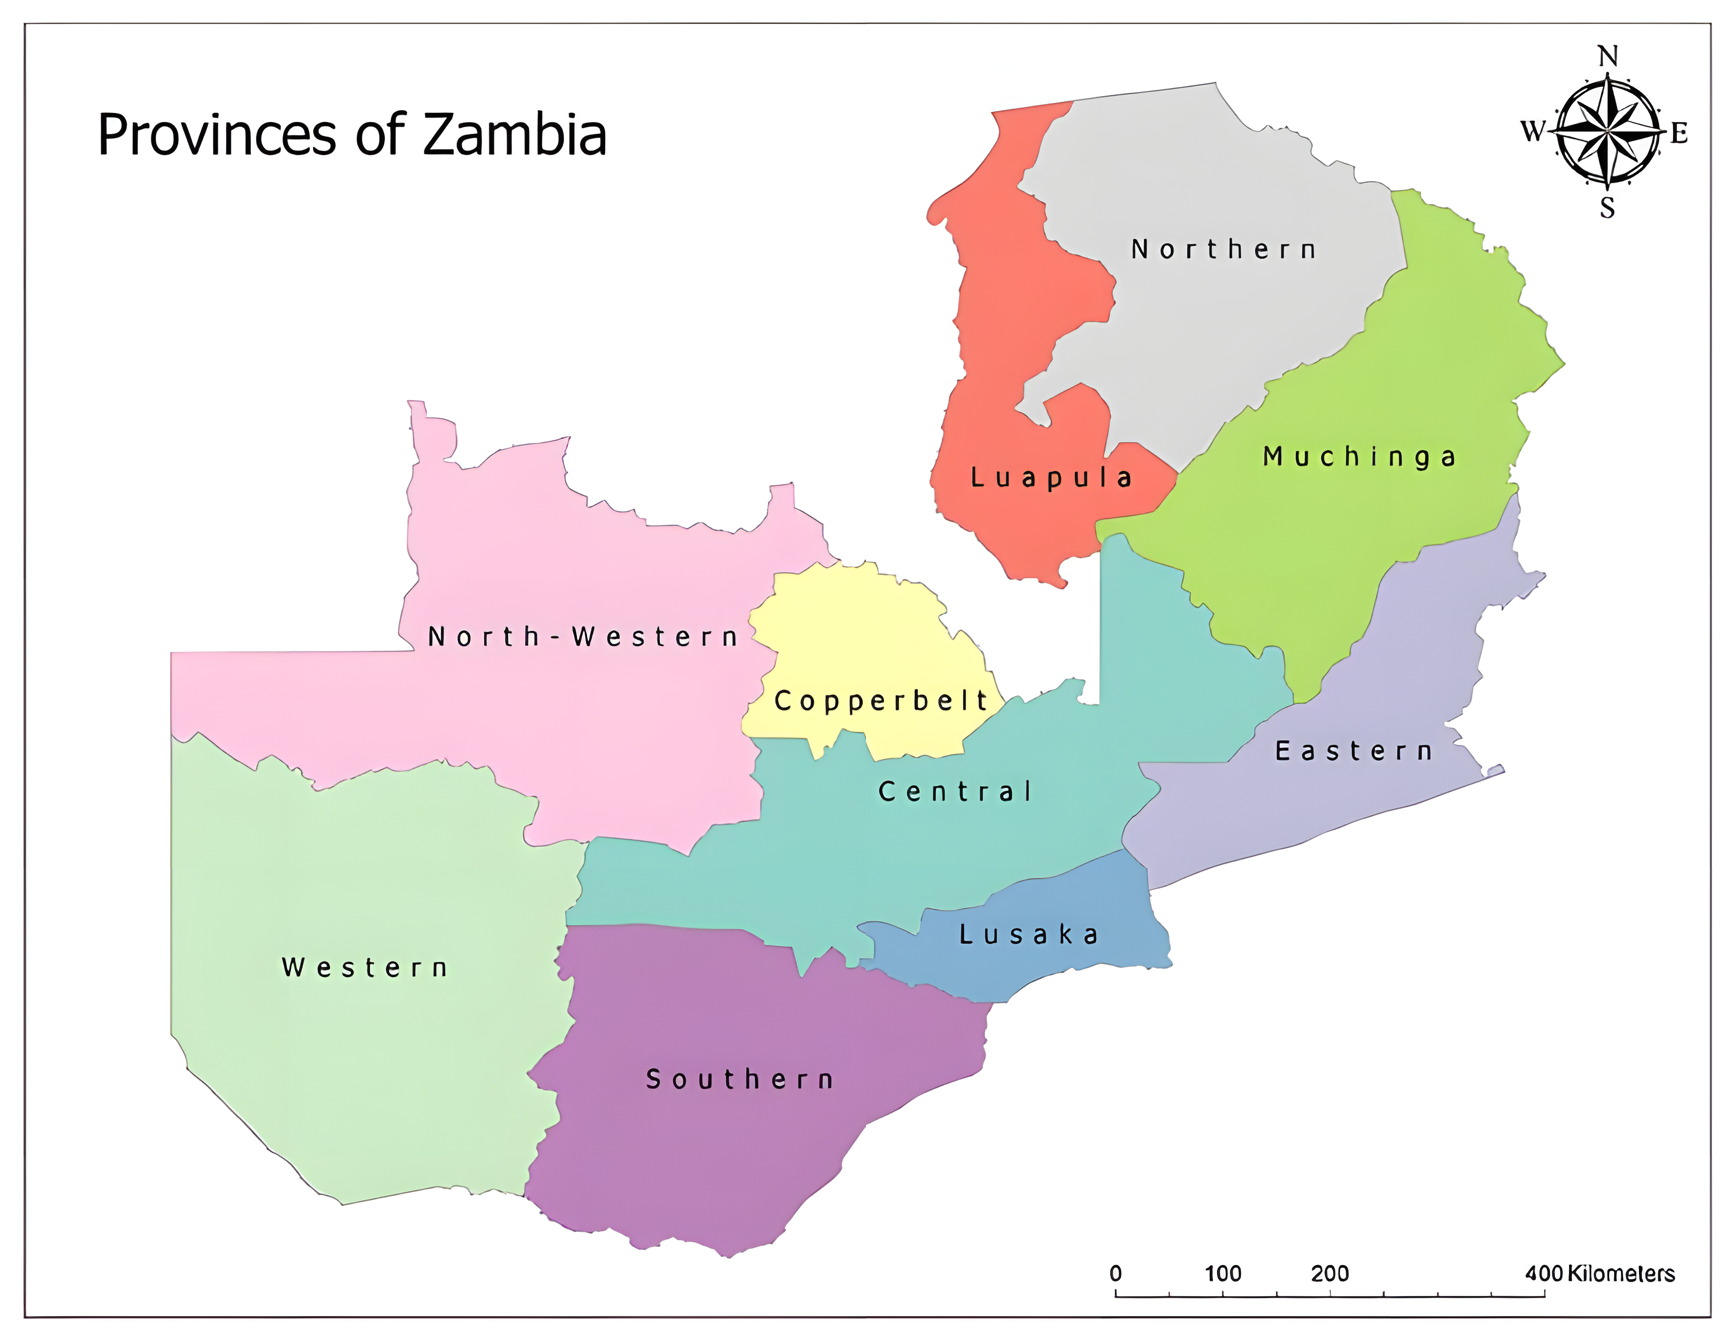 Provinces of Zambia
N
W E
S
Northern
Muchinga
Luapula
North-Western
Copperbelt
Eastern
Central
Lusaka
Western
Southern
0 100 200 400 Kilometers